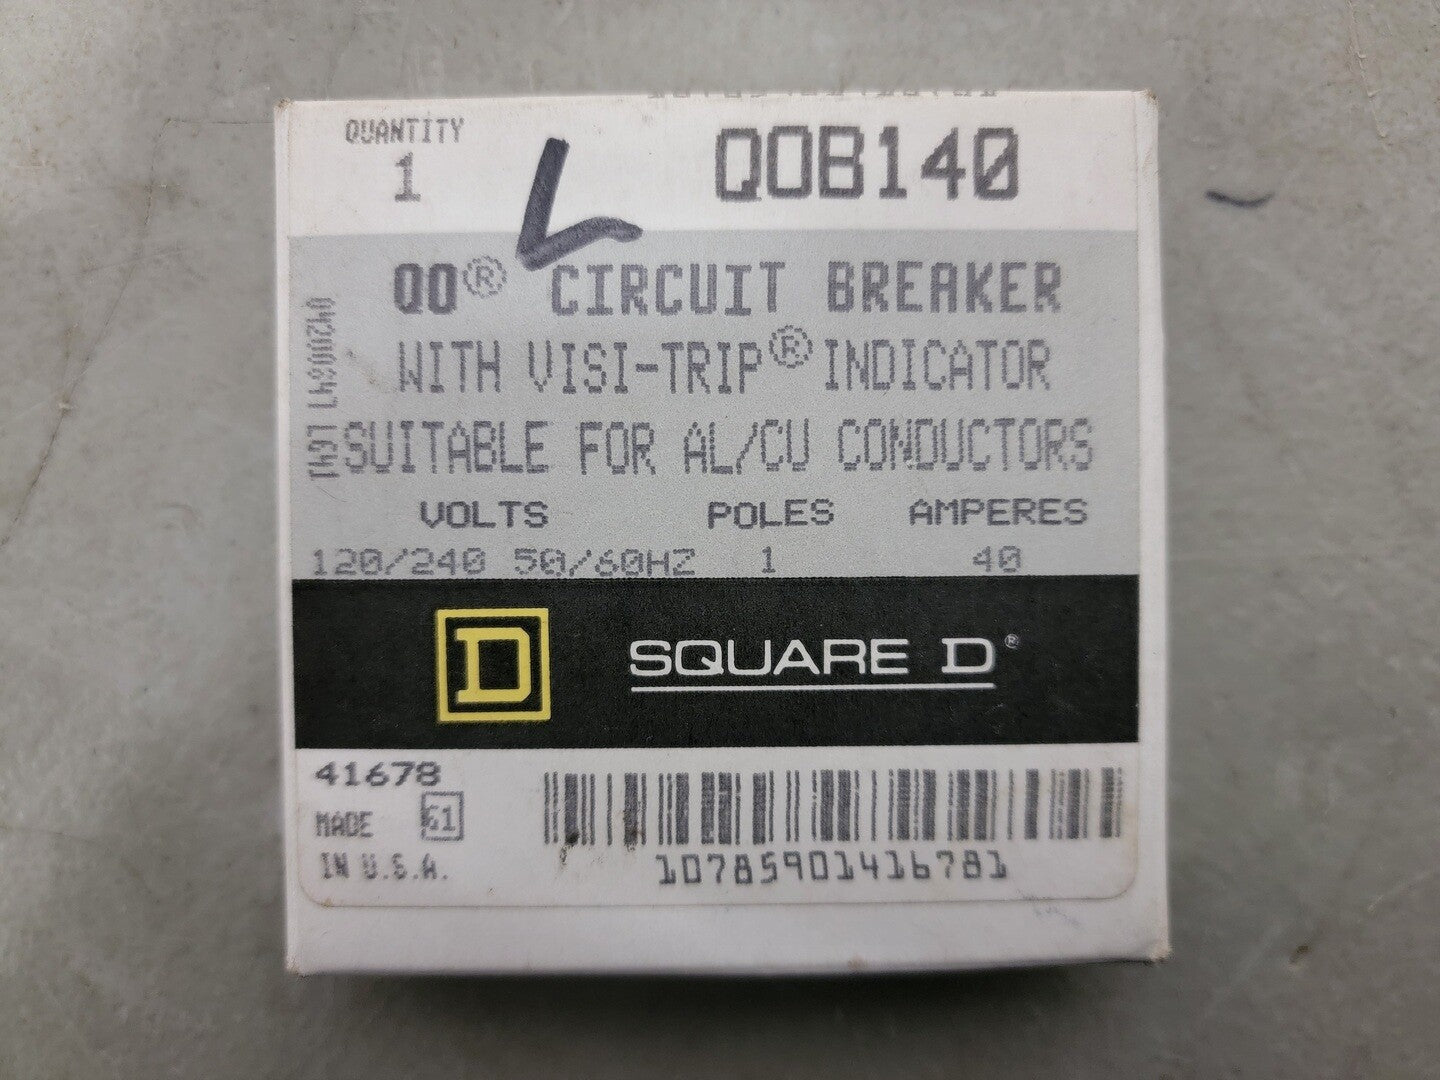 QUANTITY
1
QOB140
QO® CIRCUIT BREAKER
WITH VISI-TRIP® INDICATOR
SUITABLE FOR AL/CU CONDUCTORS
VOLTS POLES AMPERES
120/240 50/60HZ 1 40
D SQUARE D®
41678
MADE 61
IN U.S.A.
10785901416781